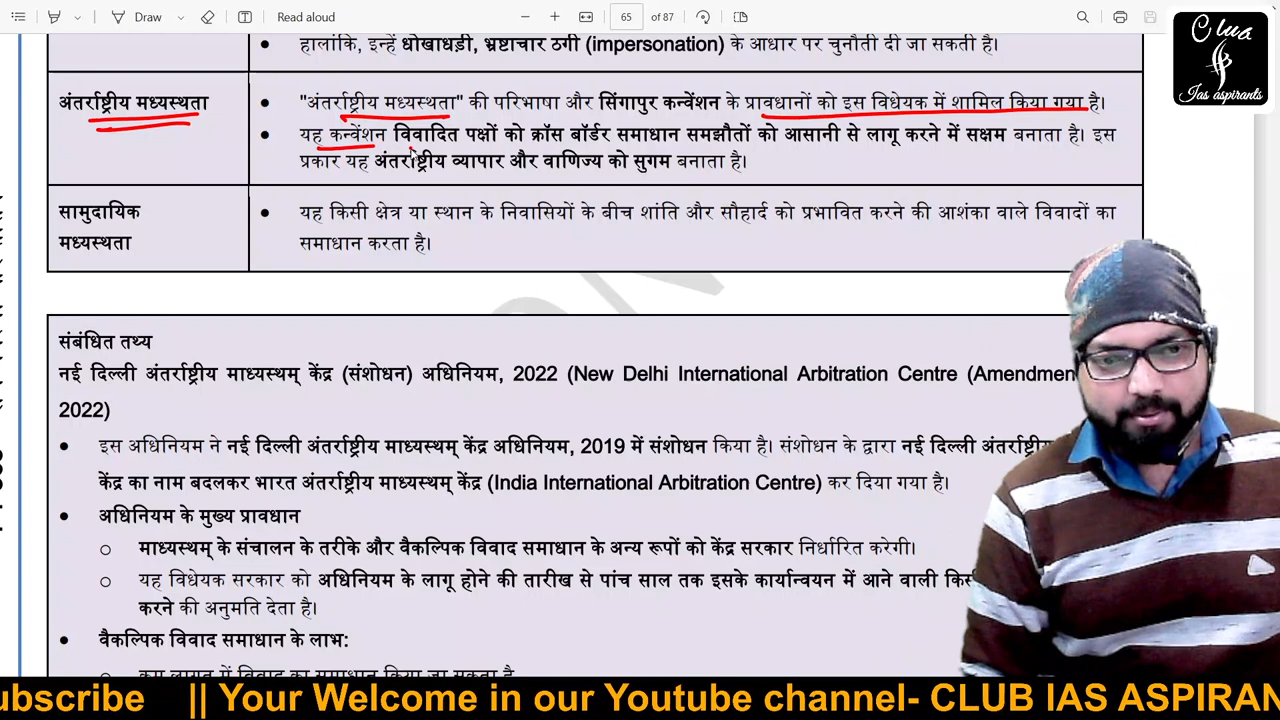 Draw
Read aloud
65
of 87
Clua
Ias aspirants
हालांकि, इन्हें धोखाधड़ी, भ्रष्टाचार ठगी (impersonation) के आधार पर चुनौती दी जा सकती है।
अंतर्राष्ट्रीय मध्यस्थता
"अंतर्राष्ट्रीय मध्यस्थता" की परिभाषा और सिंगापुर कन्वेंशन के प्रावधानों को इस विधेयक में शामिल किया गया है।
यह कन्वेंशन विवादित पक्षों को क्रॉस बॉर्डर समाधान समझौतों को आसानी से लागू करने में सक्षम बनाता है। इस
प्रकार यह अंतर्राष्ट्रीय व्यापार और वाणिज्य को सुगम बनाता है।
सामुदायिक
मध्यस्थता
यह किसी क्षेत्र या स्थान के निवासियों के बीच शांति और सौहार्द को प्रभावित करने की आशंका वाले विवादों का
समाधान करता है।
संबंधित तथ्य
नई दिल्ली अंतर्राष्ट्रीय माध्यस्थम् केंद्र (संशोधन) अधिनियम, 2022 (New Delhi International Arbitration Centre (Amendmen
2022)
इस अधिनियम ने नई दिल्ली अंतर्राष्ट्रीय माध्यस्थम् केंद्र अधिनियम, 2019 में संशोधन किया है। संशोधन के द्वारा नई दिल्ली
केंद्र का नाम बदलकर भारत अंतर्राष्ट्रीय माध्यस्थम् केंद्र (India International Arbitration Centre) कर दिया गया है।
अधिनियम के मुख्य प्रावधान
माध्यस्थम् के संचालन के तरीके और वैकल्पिक विवाद समाधान के अन्य रूपों को केंद्र सरकार निर्धारित करेगी।
यह विधेयक सरकार को अधिनियम के लागू होने की तारीख से पांच साल तक इसके कार्यान्वयन में आने वाली
करने की अनुमति देता है।
वैकल्पिक विवाद समाधान के लाभ:
ubscribe || Your Welcome in our Youtube channel- CLUB IAS ASPIRAN